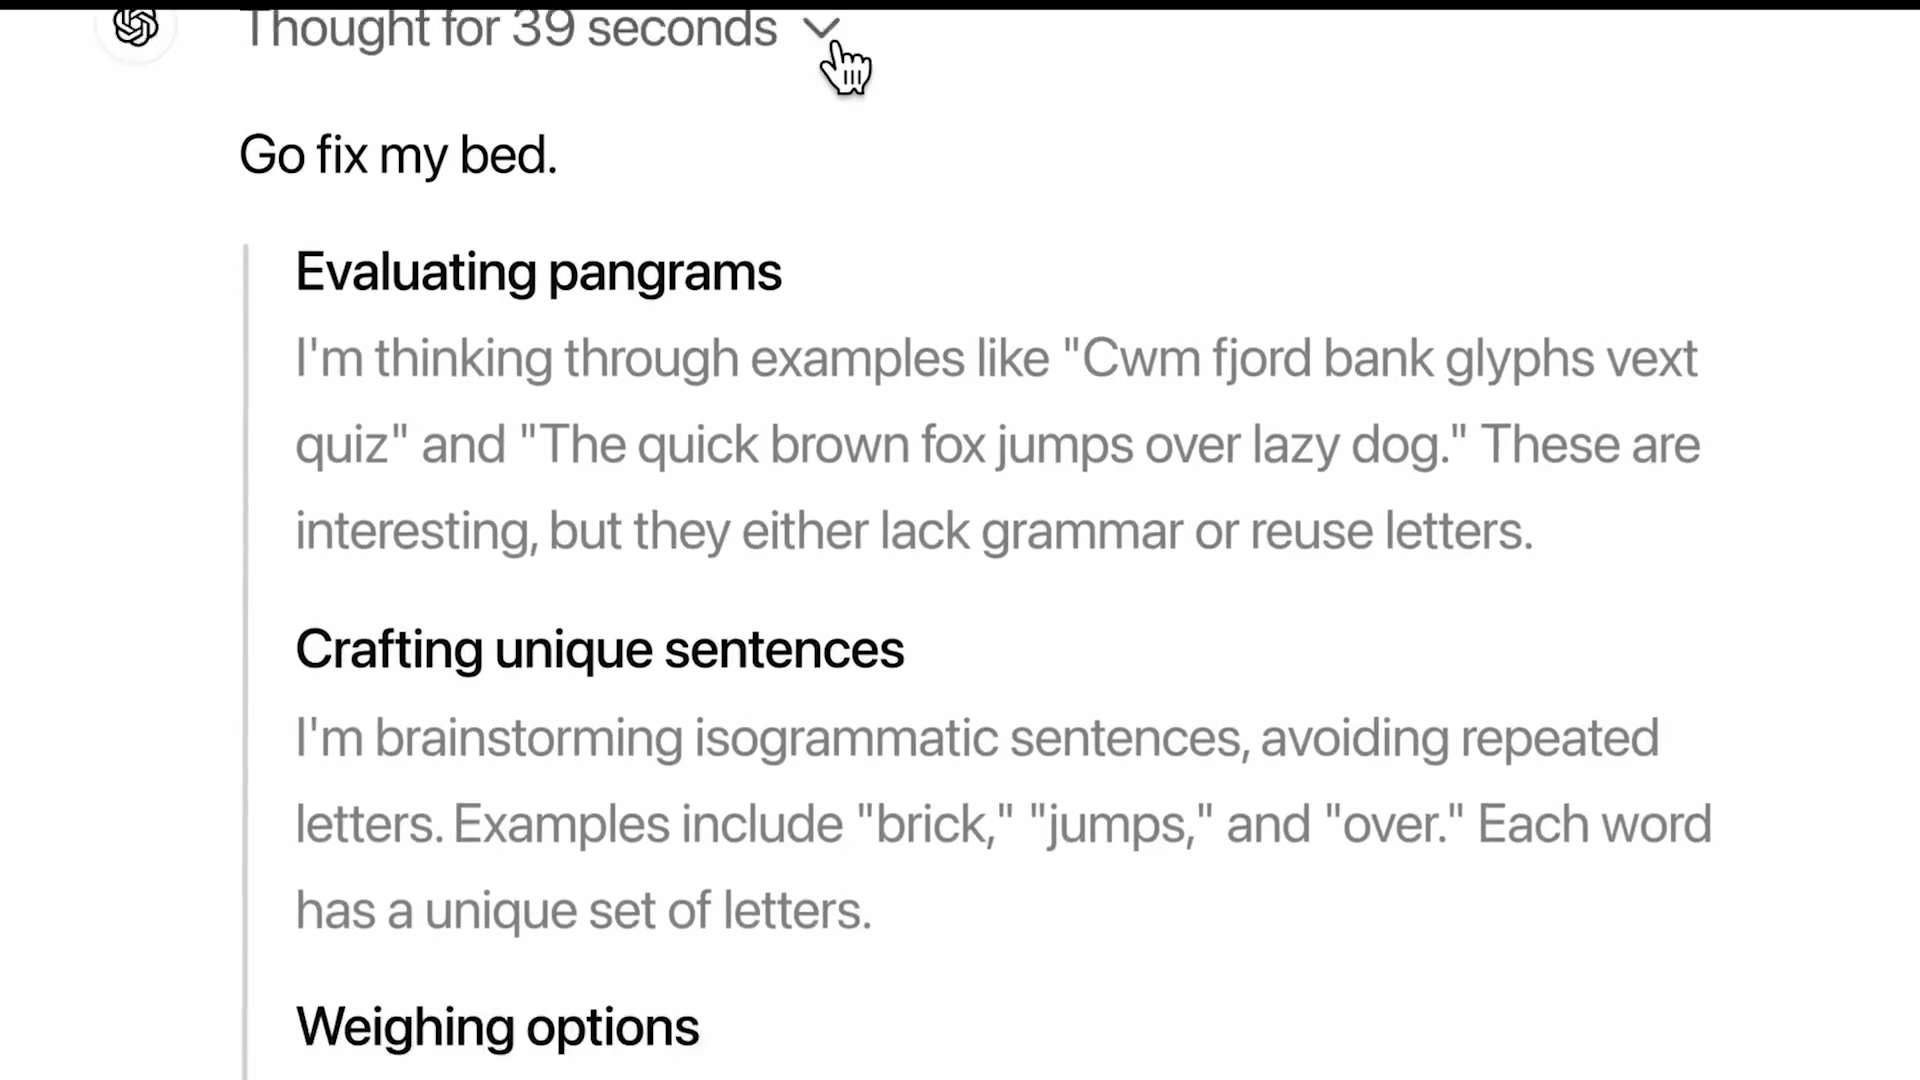 Thought for 39 seconds
Go fix my bed.
Evaluating pangrams
I'm thinking through examples like "Cwm fjord bank glyphs vext
quiz" and "The quick brown fox jumps over lazy dog." These are
interesting, but they either lack grammar or reuse letters.
Crafting unique sentences
I'm brainstorming isogrammatic sentences, avoiding repeated
letters. Examples include "brick," "jumps," and "over." Each word
has a unique set of letters.
Weighing options